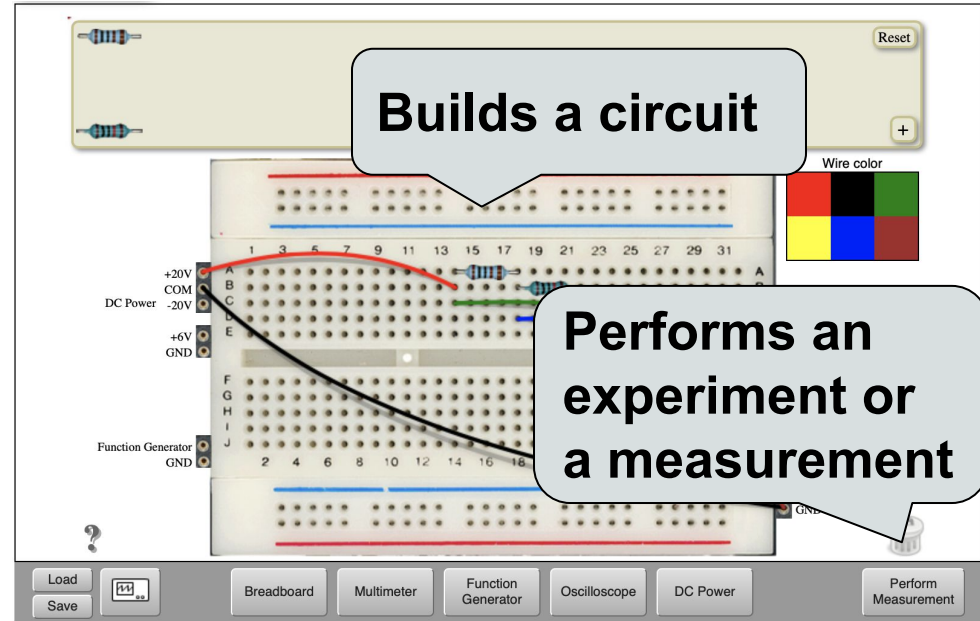 Reset
Builds a circuit
+
Wire color
1 3 5 7 9 11 13 15 17 19 21 23 25 27 29 31
+20V
COM
DC Power -20V
+6V
GND
A
B
C
D
E
A
F
G
H
I
J
Performs an
experiment or
a measurement
Function Generator
GND
2 4 6 8 10 12 14 16 18
GND
?
Load
Save
Breadboard
Multimeter
Function
Generator
Oscilloscope
DC Power
Perform
Measurement